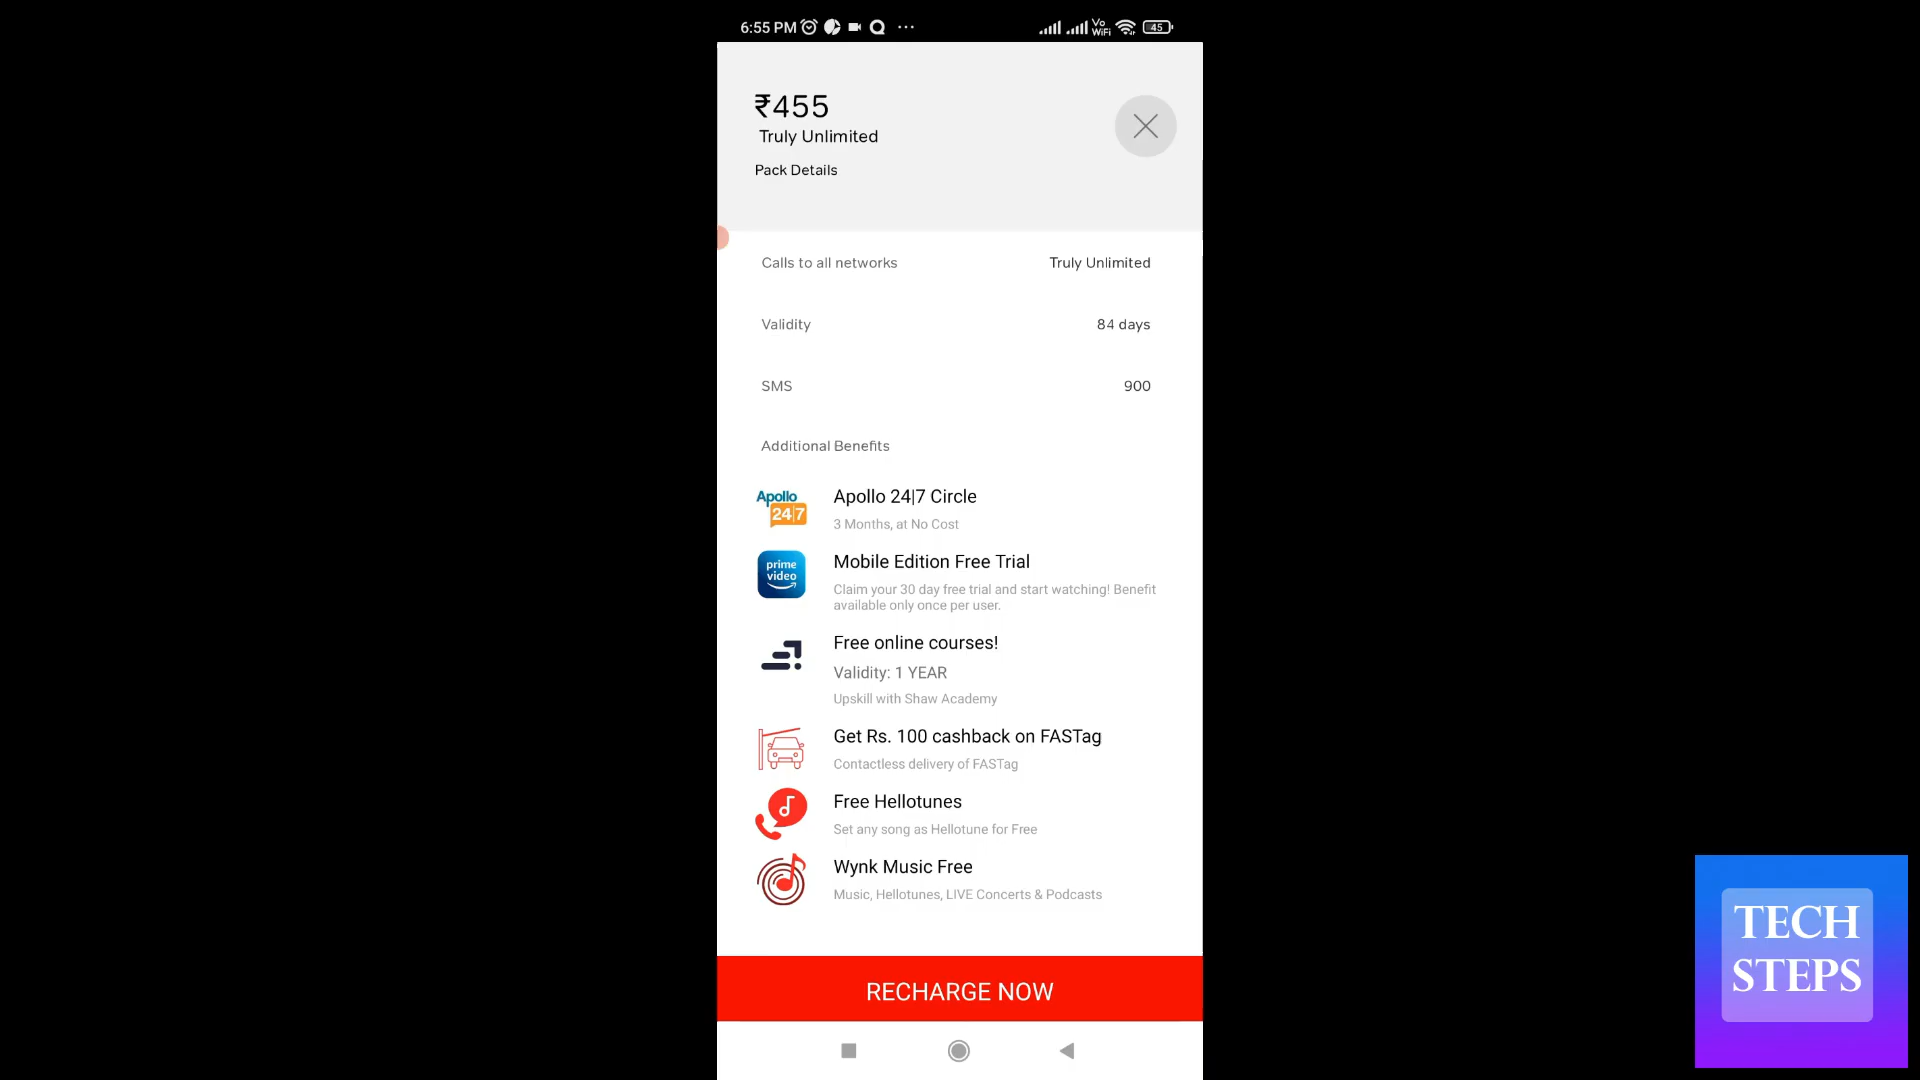 6:55 PM
Vo
WiFi
45
₹455
Truly Unlimited
Pack Details
Calls to all networks
Truly Unlimited
Validity
84 days
SMS
900
Additional Benefits
Apollo
24|7
Apollo 24|7 Circle
3 Months, at No Cost
prime
video
Mobile Edition Free Trial
Claim your 30 day free trial and start watching! Benefit
available only once per user.
Free online courses!
Validity: 1 YEAR
Upskill with Shaw Academy
Get Rs. 100 cashback on FASTag
Contactless delivery of FASTag
Free Hellotunes
Set any song as Hellotune for Free
Wynk Music Free
Music, Hellotunes, LIVE Concerts & Podcasts
RECHARGE NOW
TECH
STEPS